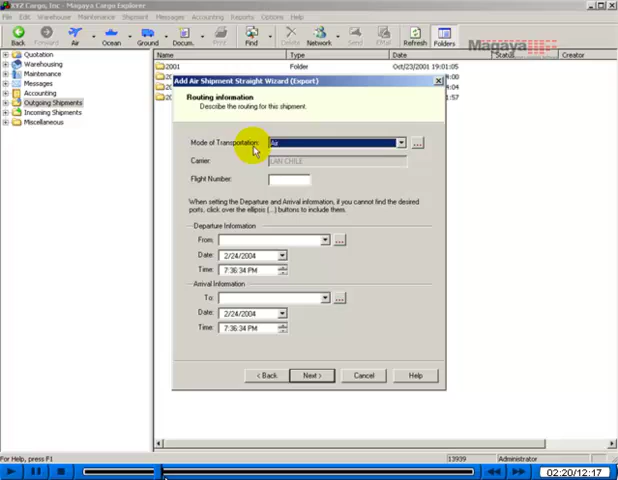 XYZ Cargo, Inc - Magaya Cargo Explorer
File Edit Warehouse Maintenance Shipment Messages Accounting Reports Options Help
Back Forward Air Ocean Ground Docum. Print Find Create Network Send EMail Refresh Folders
Magaya
Quotation
Warehousing
Maintenance
Messages
Accounting
Outgoing Shipments
Incoming Shipments
Miscellaneous
Name Type Date Status Creator
2001 Folder Oct/23/2001 19:01:05
Add Air Shipment Straight Wizard (Export)
Routing information
Describe the routing for this shipment.
Mode of Transportation: Air
Carrier: LAN CHILE
Flight Number:
When setting the Departure and Arrival information, if you cannot find the desired
ports, click over the ellipsis (...) buttons to include them.
Departure Information
From:
Date: 2/24/2004
Time: 7:36:34 PM
Arrival Information
To:
Date: 2/24/2004
Time: 7:36:34 PM
< Back Next > Cancel Help
For Help, press F1 13939 Administrator
02:20/12:17